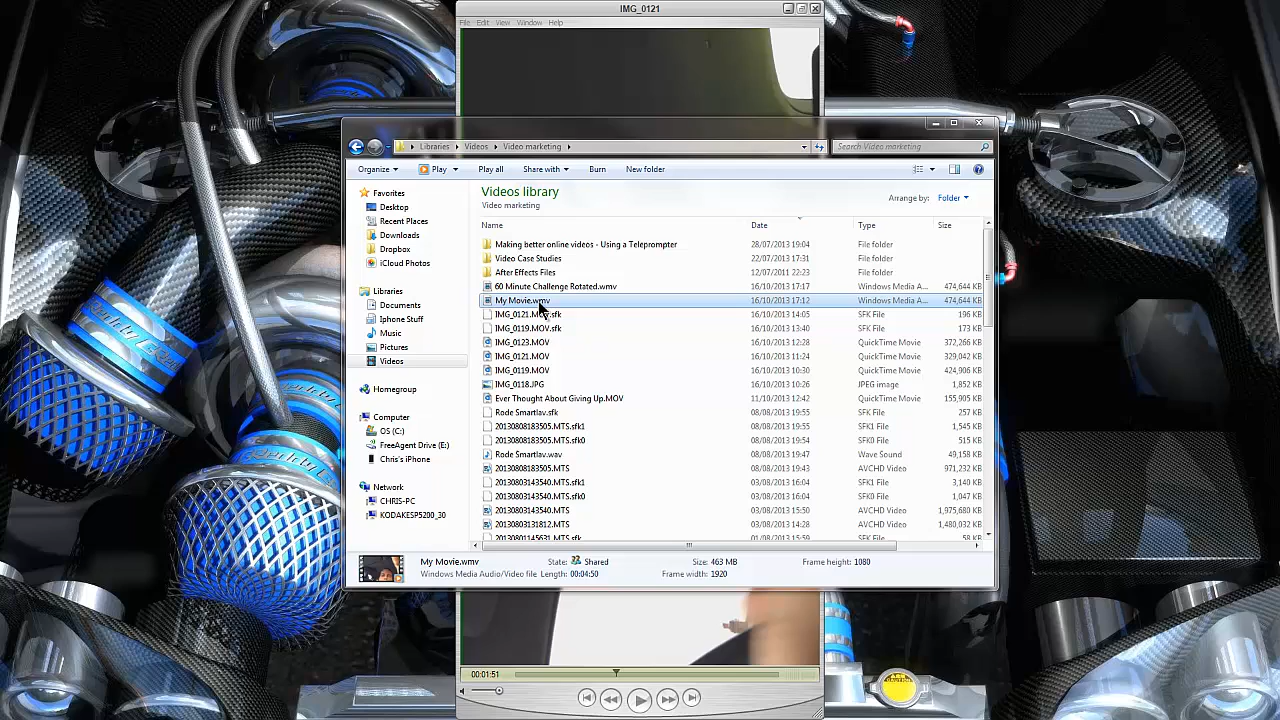 IMG_0121
File Edit View Window Help
Libraries Videos Video marketing
Search Video marketing
Organize Play Play all Share with Burn New folder
Favorites
Desktop
Recent Places
Downloads
Dropbox
iCloud Photos
Libraries
Documents
Iphone Stuff
Music
Pictures
Videos
Homegroup
Computer
OS (C:)
FreeAgent Drive (E:)
Chris's iPhone
Network
CHRIS-PC
KODAKESP5200_30
Videos library
Video marketing
Arrange by: Folder
Name Date Type Size
Making better online videos - Using a Teleprompter 28/07/2013 19:04 File folder
Video Case Studies 22/07/2013 17:31 File folder
After Effects Files 12/07/2011 22:23 File folder
60 Minute Challenge Rotated.wmv 16/10/2013 17:17 Windows Media A... 474,644 KB
My Movie.wmv 16/10/2013 17:12 Windows Media A... 474,644 KB
IMG_0121.MOV.sfk 16/10/2013 14:05 SFK File 196 KB
IMG_0119.MOV.sfk 16/10/2013 13:40 SFK File 173 KB
IMG_0123.MOV 16/10/2013 12:28 QuickTime Movie 372,266 KB
IMG_0121.MOV 16/10/2013 11:24 QuickTime Movie 329,042 KB
IMG_0119.MOV 16/10/2013 10:30 QuickTime Movie 424,906 KB
IMG_0118.JPG 16/10/2013 10:26 JPEG image 1,852 KB
Ever Thought About Giving Up.MOV 11/10/2013 12:42 QuickTime Movie 155,905 KB
Rode Smartlav.sfk 08/08/2013 19:55 SFK File 257 KB
20130808183505.MTS.sfk1 08/08/2013 19:55 SFK1 File 1,545 KB
20130808183505.MTS.sfk0 08/08/2013 19:54 SFK0 File 515 KB
Rode Smartlav.wav 08/08/2013 19:47 Wave Sound 49,158 KB
20130808183505.MTS 08/08/2013 19:43 AVCHD Video 971,232 KB
20130803143540.MTS.sfk1 03/08/2013 16:04 SFK1 File 3,140 KB
20130803143540.MTS.sfk0 03/08/2013 16:04 SFK0 File 1,047 KB
20130803143540.MTS 03/08/2013 15:50 AVCHD Video 1,975,680 KB
20130803131812.MTS 03/08/2013 14:28 AVCHD Video 1,480,032 KB
20130801145631.MTS.sfk 01/08/2013 15:59 SFK File 58 KB
My Movie.wmv State: Shared Size: 463 MB Frame height: 1080
Windows Media Audio/Video file Length: 00:04:50 Frame width: 1920
00:01:51